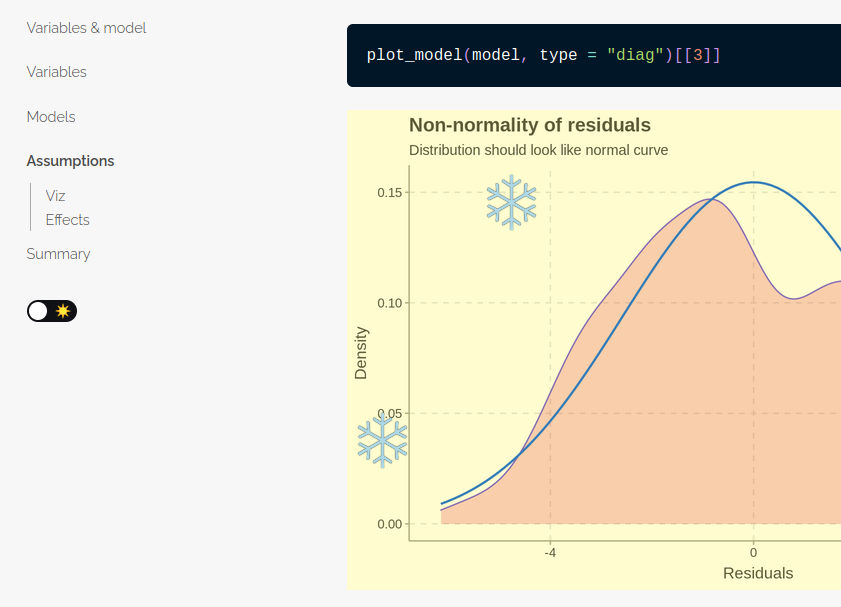 Variables & model
Variables
Models
Assumptions
Viz
Effects
Summary
plot_model(model, type = "diag")[[3]]
Non-normality of residuals
Distribution should look like normal curve
0.15
0.10
0.05
0.00
Density
-4
0
Residuals